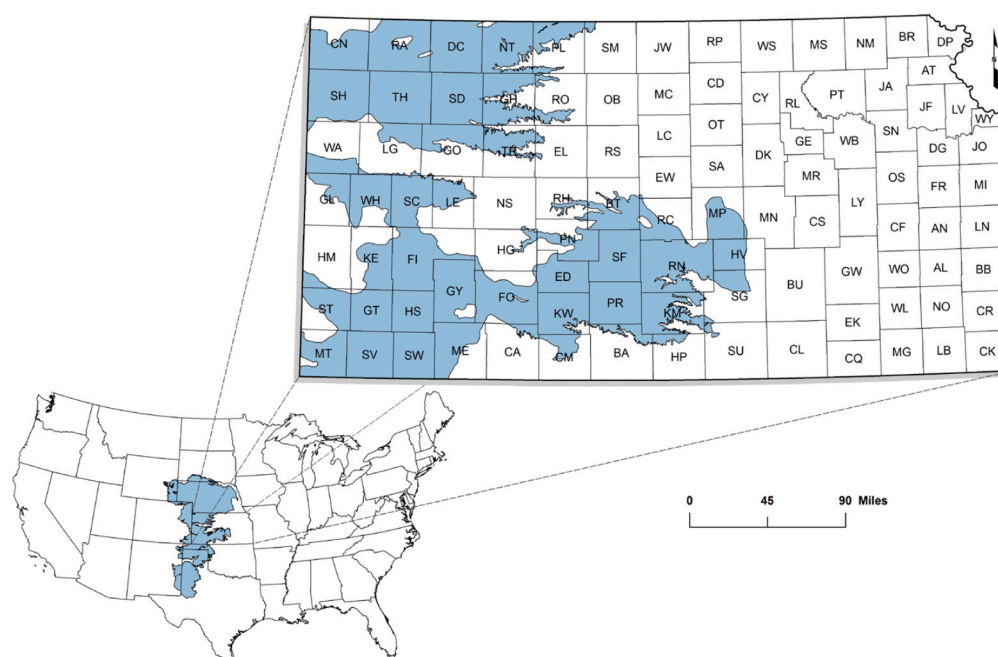 CN RA DC NT PL SM JW RP WS MS NM BR DP
AT
SH TH SD GH RO OB MC CD CY RL PT JA JF LV WY
OT SN
WA LG GO TR EL RS LC DK GE WB DG JO
SA
EW MR OS FR MI
GL WH SC LE NS RH BT RC MP MN CS LY
CF AN LN
HM KE FI HG PN SF RN HV
ED BU GW WO AL BB
ST GT HS GY FO KW PR KM SG WL NO CR
EK
MT SV SW ME CA CM BA HP SU CL CQ MG LB CK
0 45 90 Miles